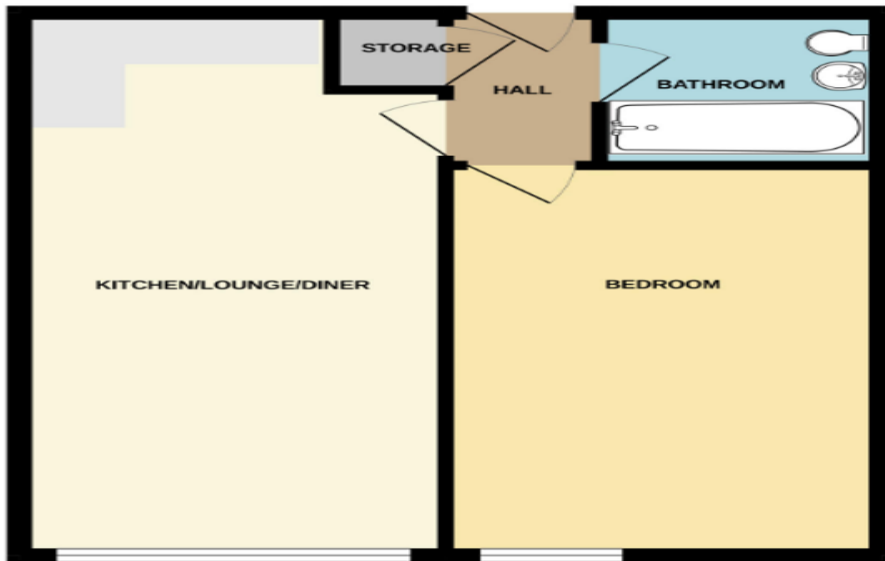 STORAGE
HALL
BATHROOM
KITCHEN/LOUNGE/DINER
BEDROOM